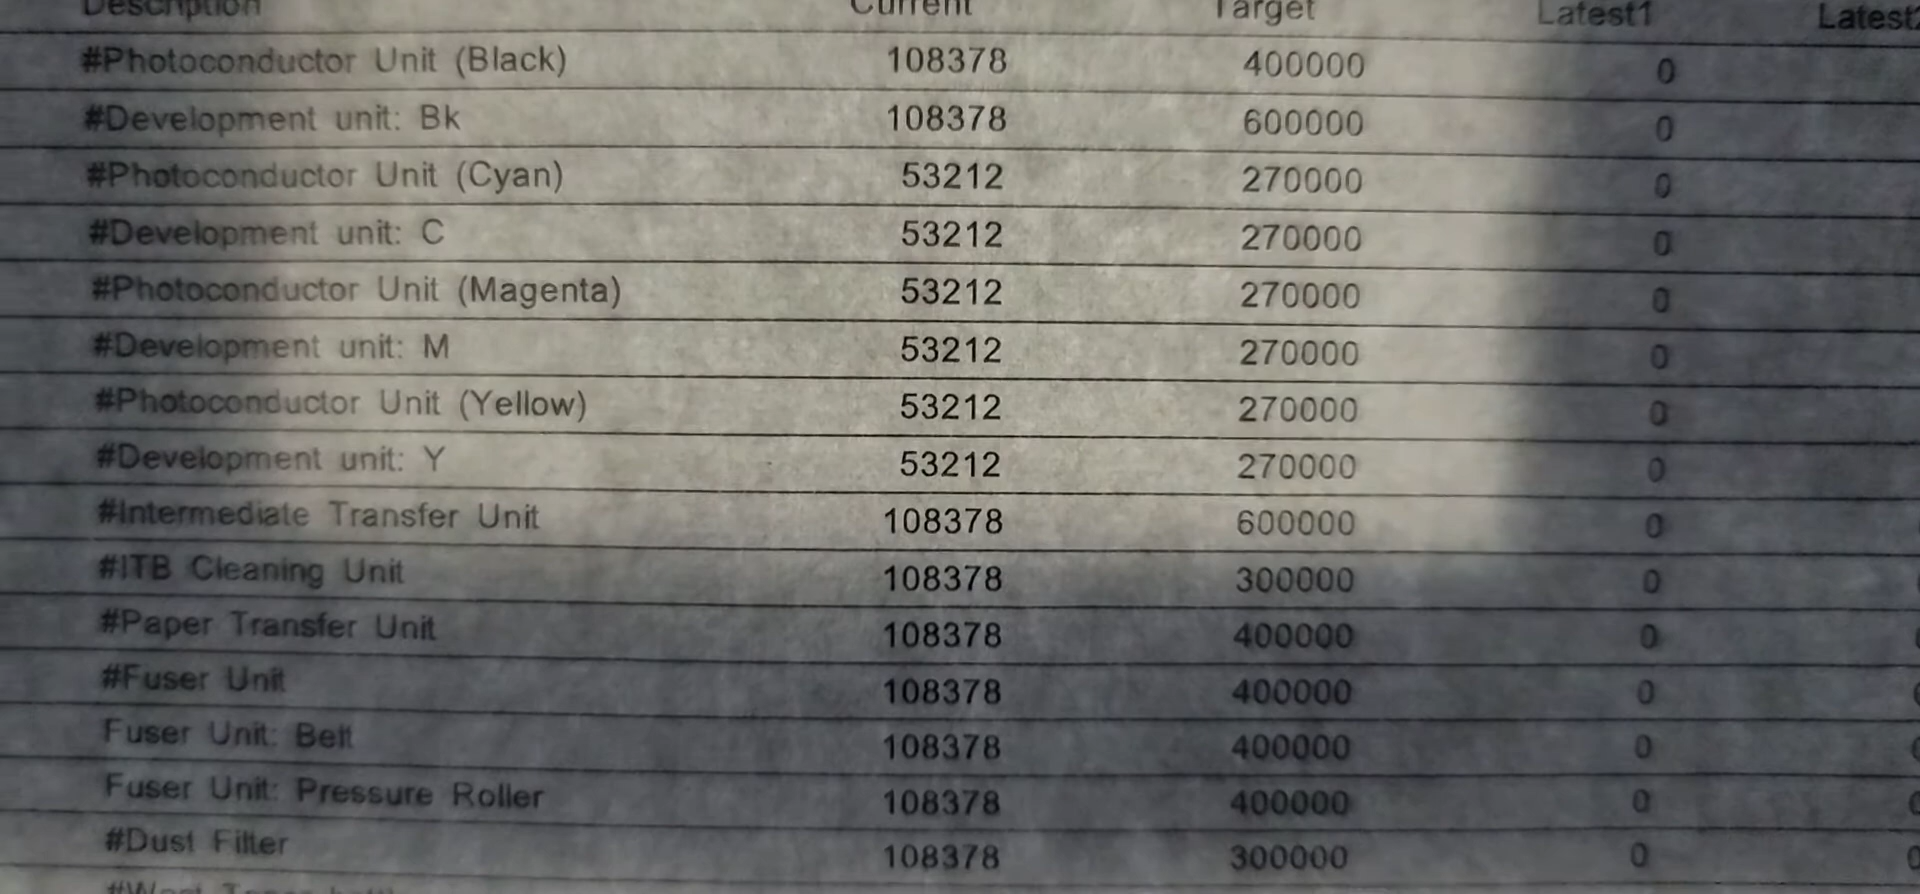 Description Current Target Latest1 Latest2
#Photoconductor Unit (Black) 108378 400000 0
#Development unit: Bk 108378 600000 0
#Photoconductor Unit (Cyan) 53212 270000 0
#Development unit: C 53212 270000 0
#Photoconductor Unit (Magenta) 53212 270000 0
#Development unit: M 53212 270000 0
#Photoconductor Unit (Yellow) 53212 270000 0
#Development unit: Y 53212 270000 0
#Intermediate Transfer Unit 108378 600000 0
#ITB Cleaning Unit 108378 300000 0
#Paper Transfer Unit 108378 400000 0
#Fuser Unit 108378 400000 0
Fuser Unit: Belt 108378 400000 0
Fuser Unit: Pressure Roller 108378 400000 0
#Dust Filter 108378 300000 0